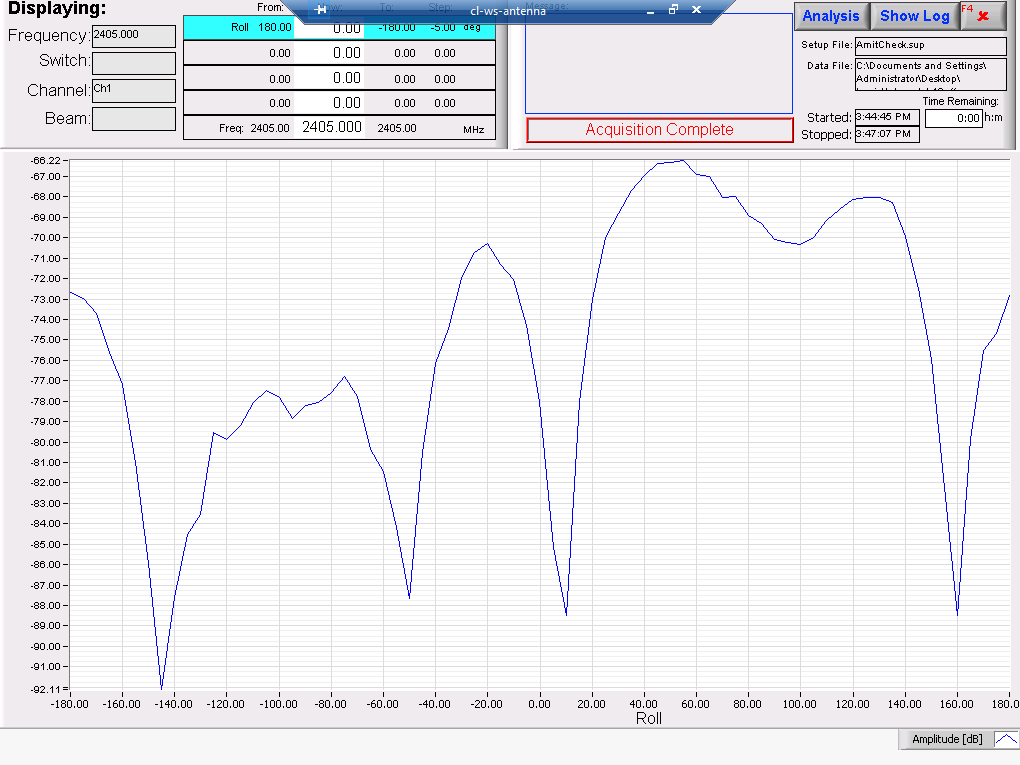 Displaying:
Frequency: 2405.000
Switch:
Channel: Ch1
Beam:
From: To: Step:
Roll 180.00 0.00 -180.00 -5.00 deg
0.00 0.00 0.00 0.00
0.00 0.00 0.00 0.00
0.00 0.00 0.00 0.00
Freq: 2405.00 2405.000 2405.00 MHz
cl-ws-antenna
Message:
Acquisition Complete
Analysis Show Log F4
Setup File: AmitCheck.sup
Data File: C:\Documents and Settings\
Administrator\Desktop\
Time Remaining:
Started: 3:44:45 PM 0:00 h:m
Stopped: 3:47:07 PM
-66.22
-67.00
-68.00
-69.00
-70.00
-71.00
-72.00
-73.00
-74.00
-75.00
-76.00
-77.00
-78.00
-79.00
-80.00
-81.00
-82.00
-83.00
-84.00
-85.00
-86.00
-87.00
-88.00
-89.00
-90.00
-91.00
-92.11
-180.00 -160.00 -140.00 -120.00 -100.00 -80.00 -60.00 -40.00 -20.00 0.00 20.00 40.00 60.00 80.00 100.00 120.00 140.00 160.00 180.0
Roll
Amplitude [dB]